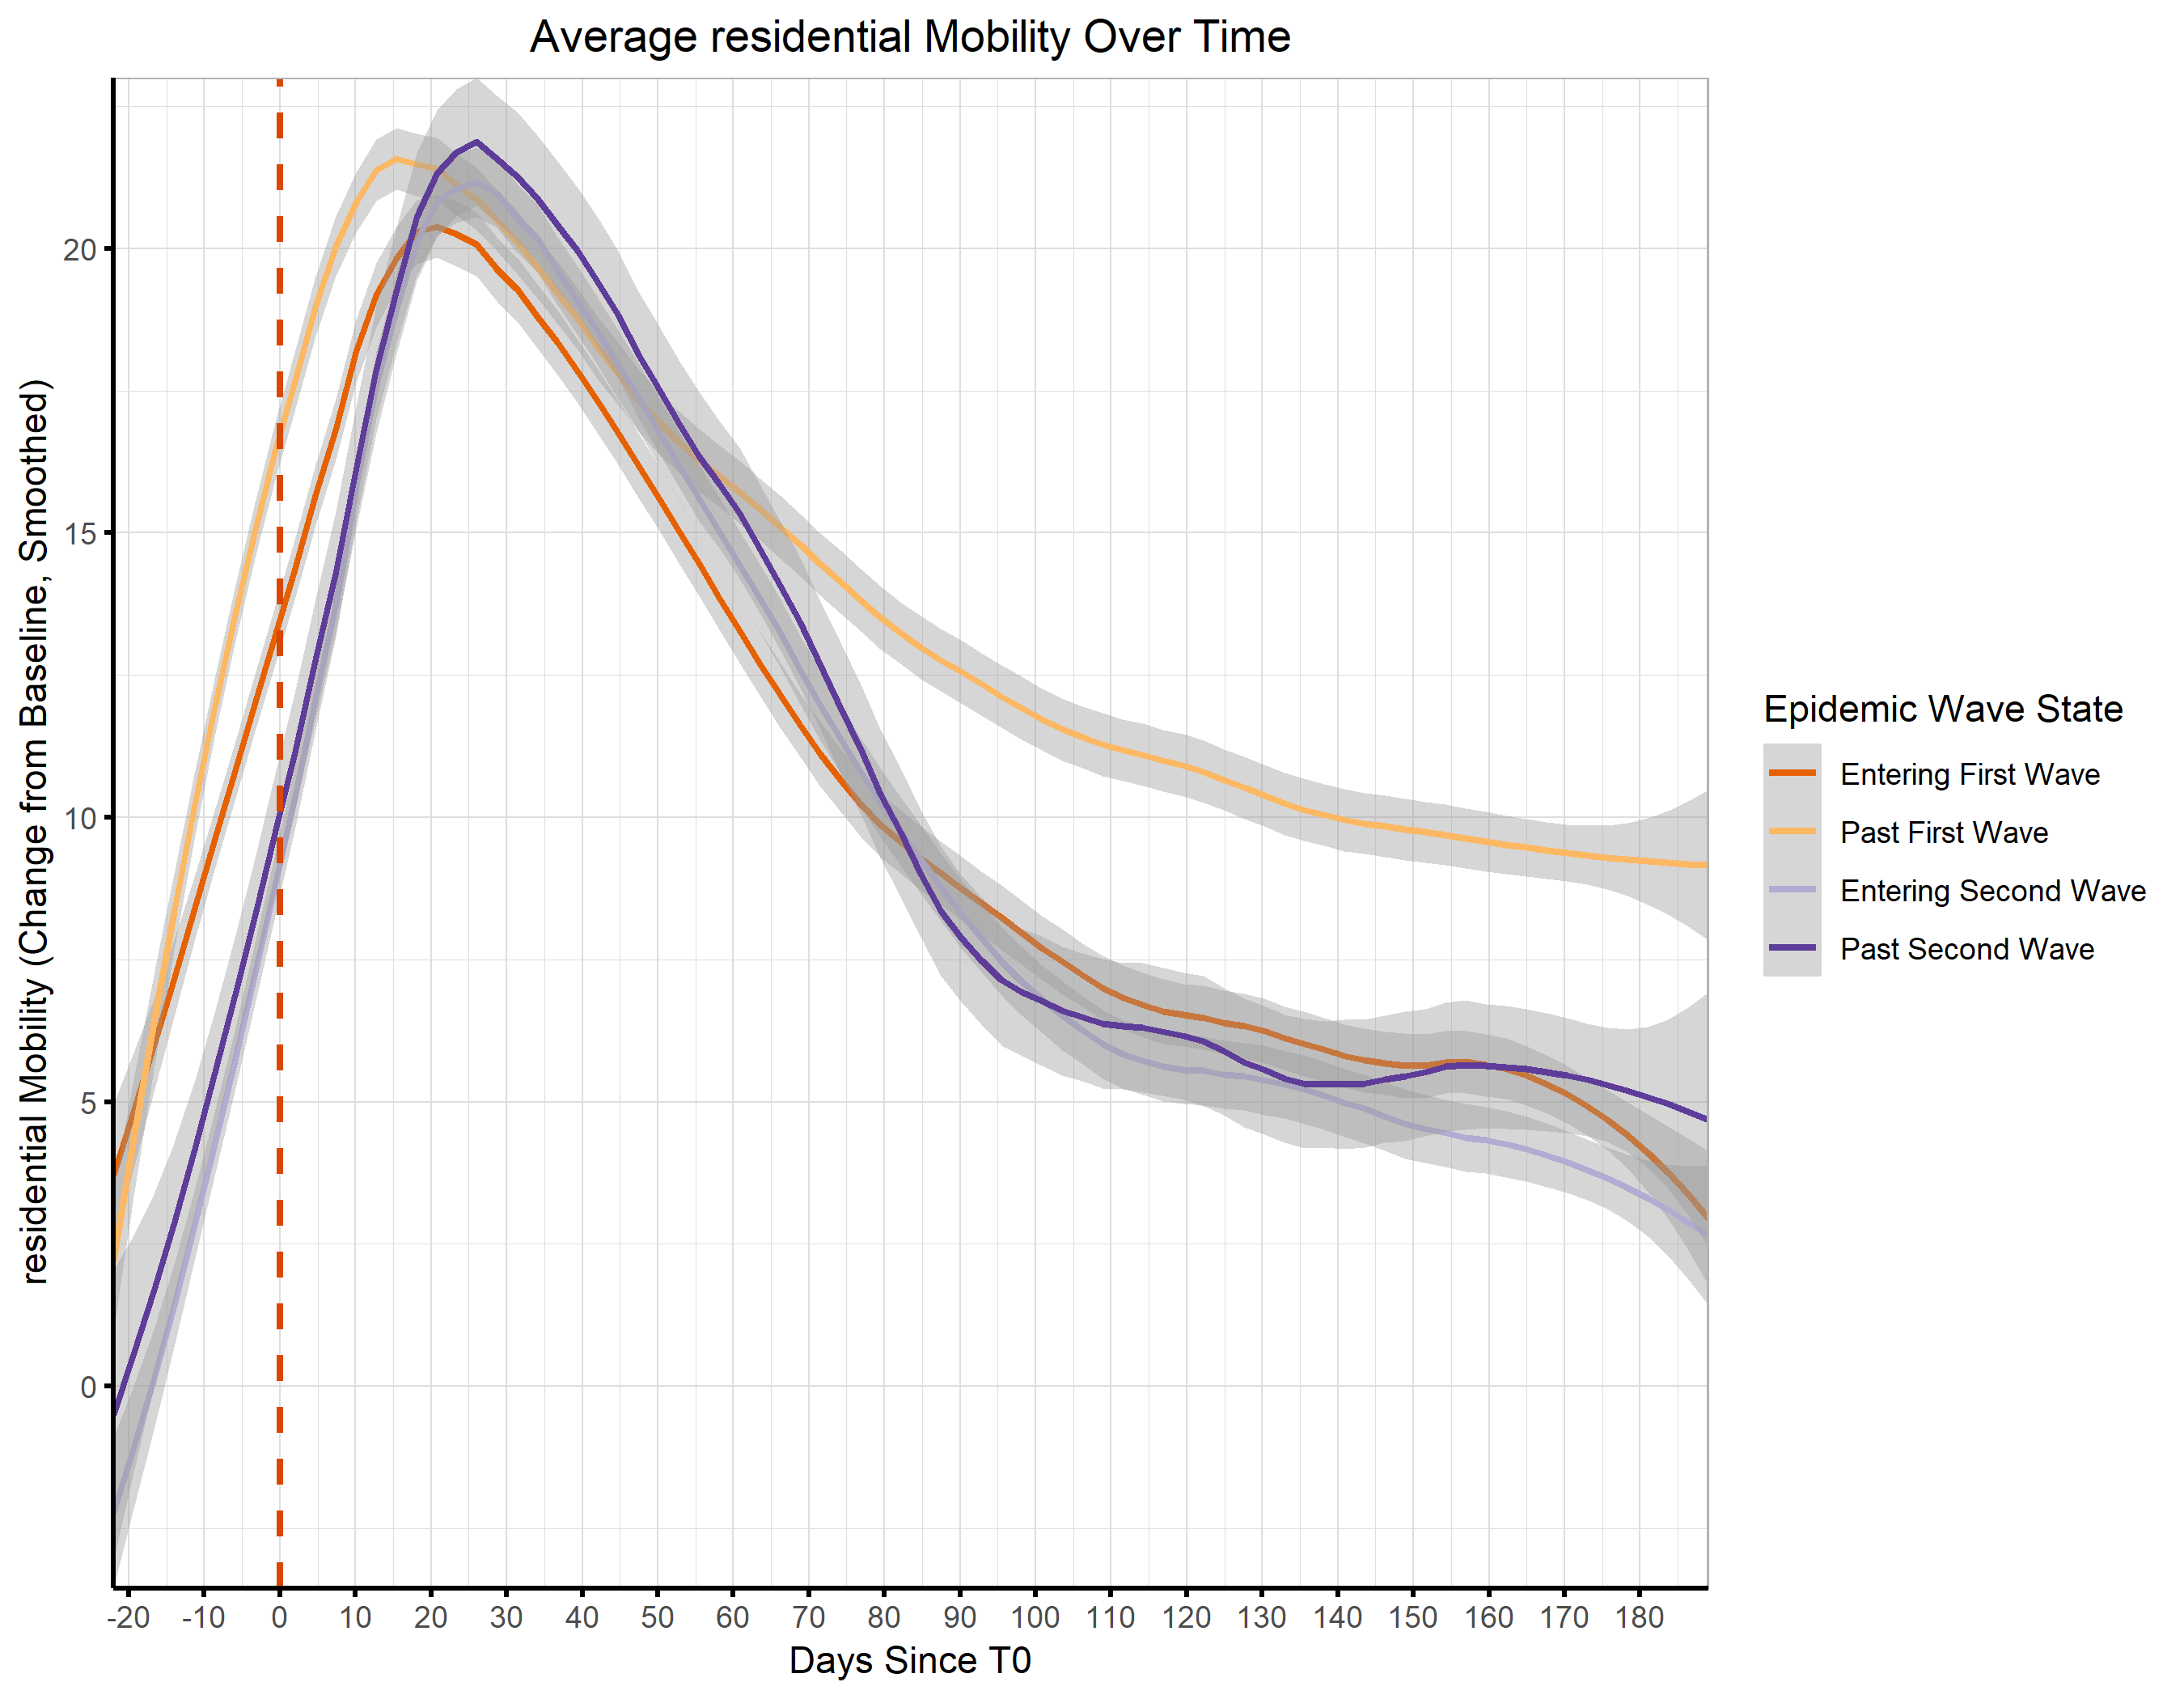 Average residential Mobility Over Time
residential Mobility (Change from Baseline, Smoothed)
20
15
10
5
0
-20 -10 0 10 20 30 40 50 60 70 80 90 100 110 120 130 140 150 160 170 180
Days Since T0
Epidemic Wave State
Entering First Wave
Past First Wave
Entering Second Wave
Past Second Wave